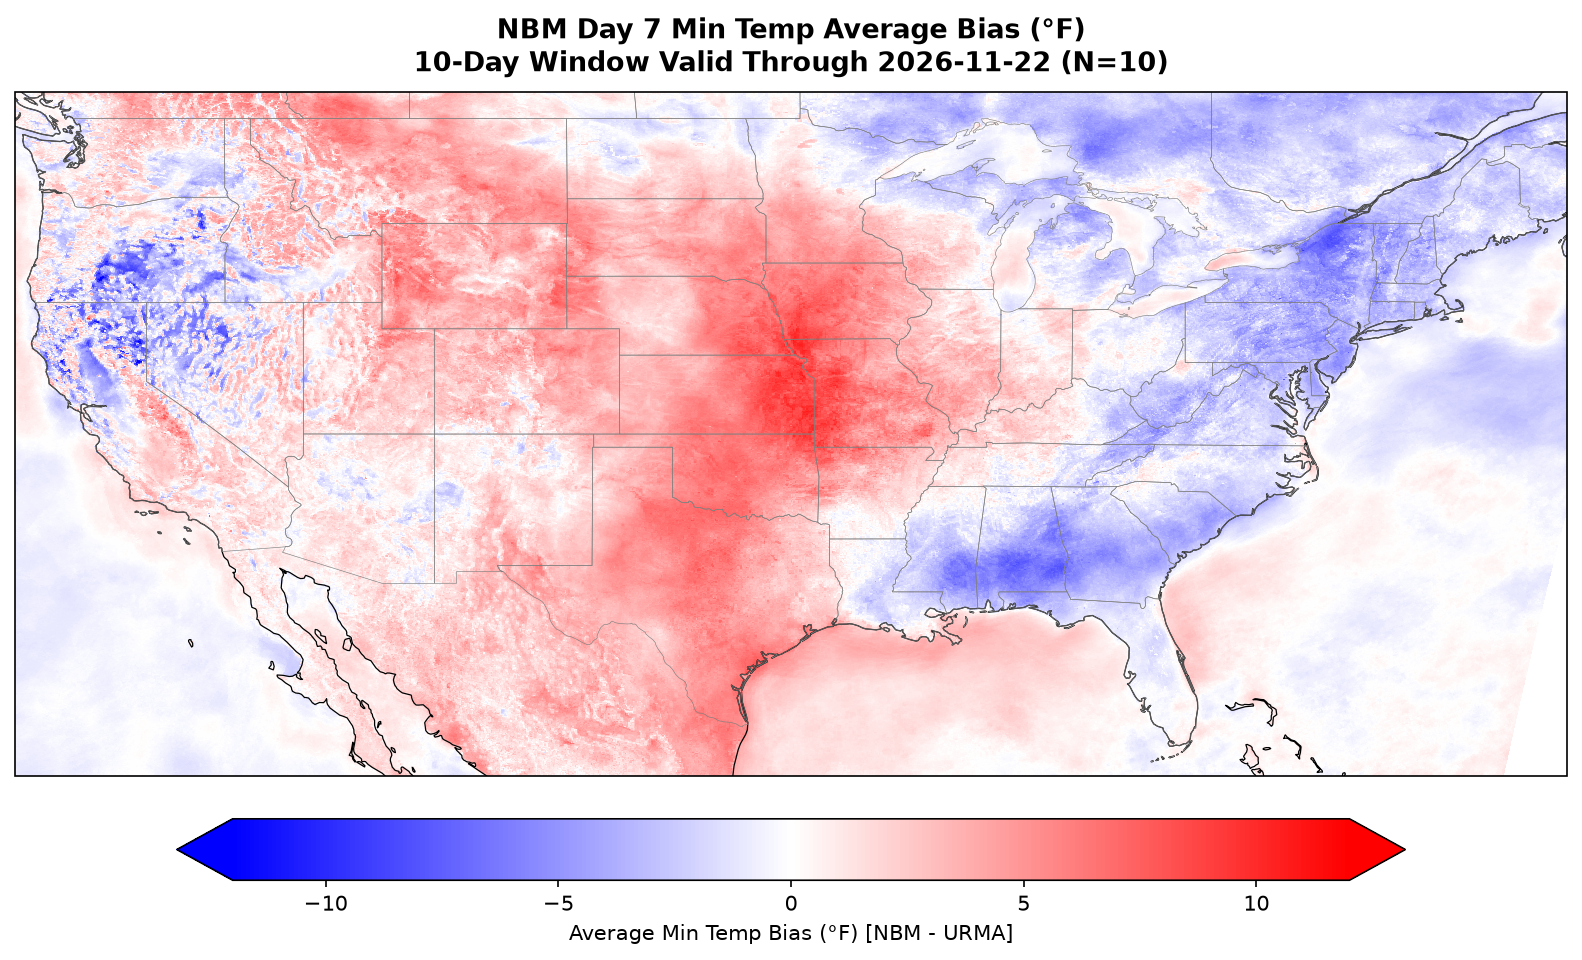 NBM Day 7 Min Temp Average Bias (°F)
10-Day Window Valid Through 2026-11-22 (N=10)
−10 −5 0 5 10
Average Min Temp Bias (°F) [NBM - URMA]